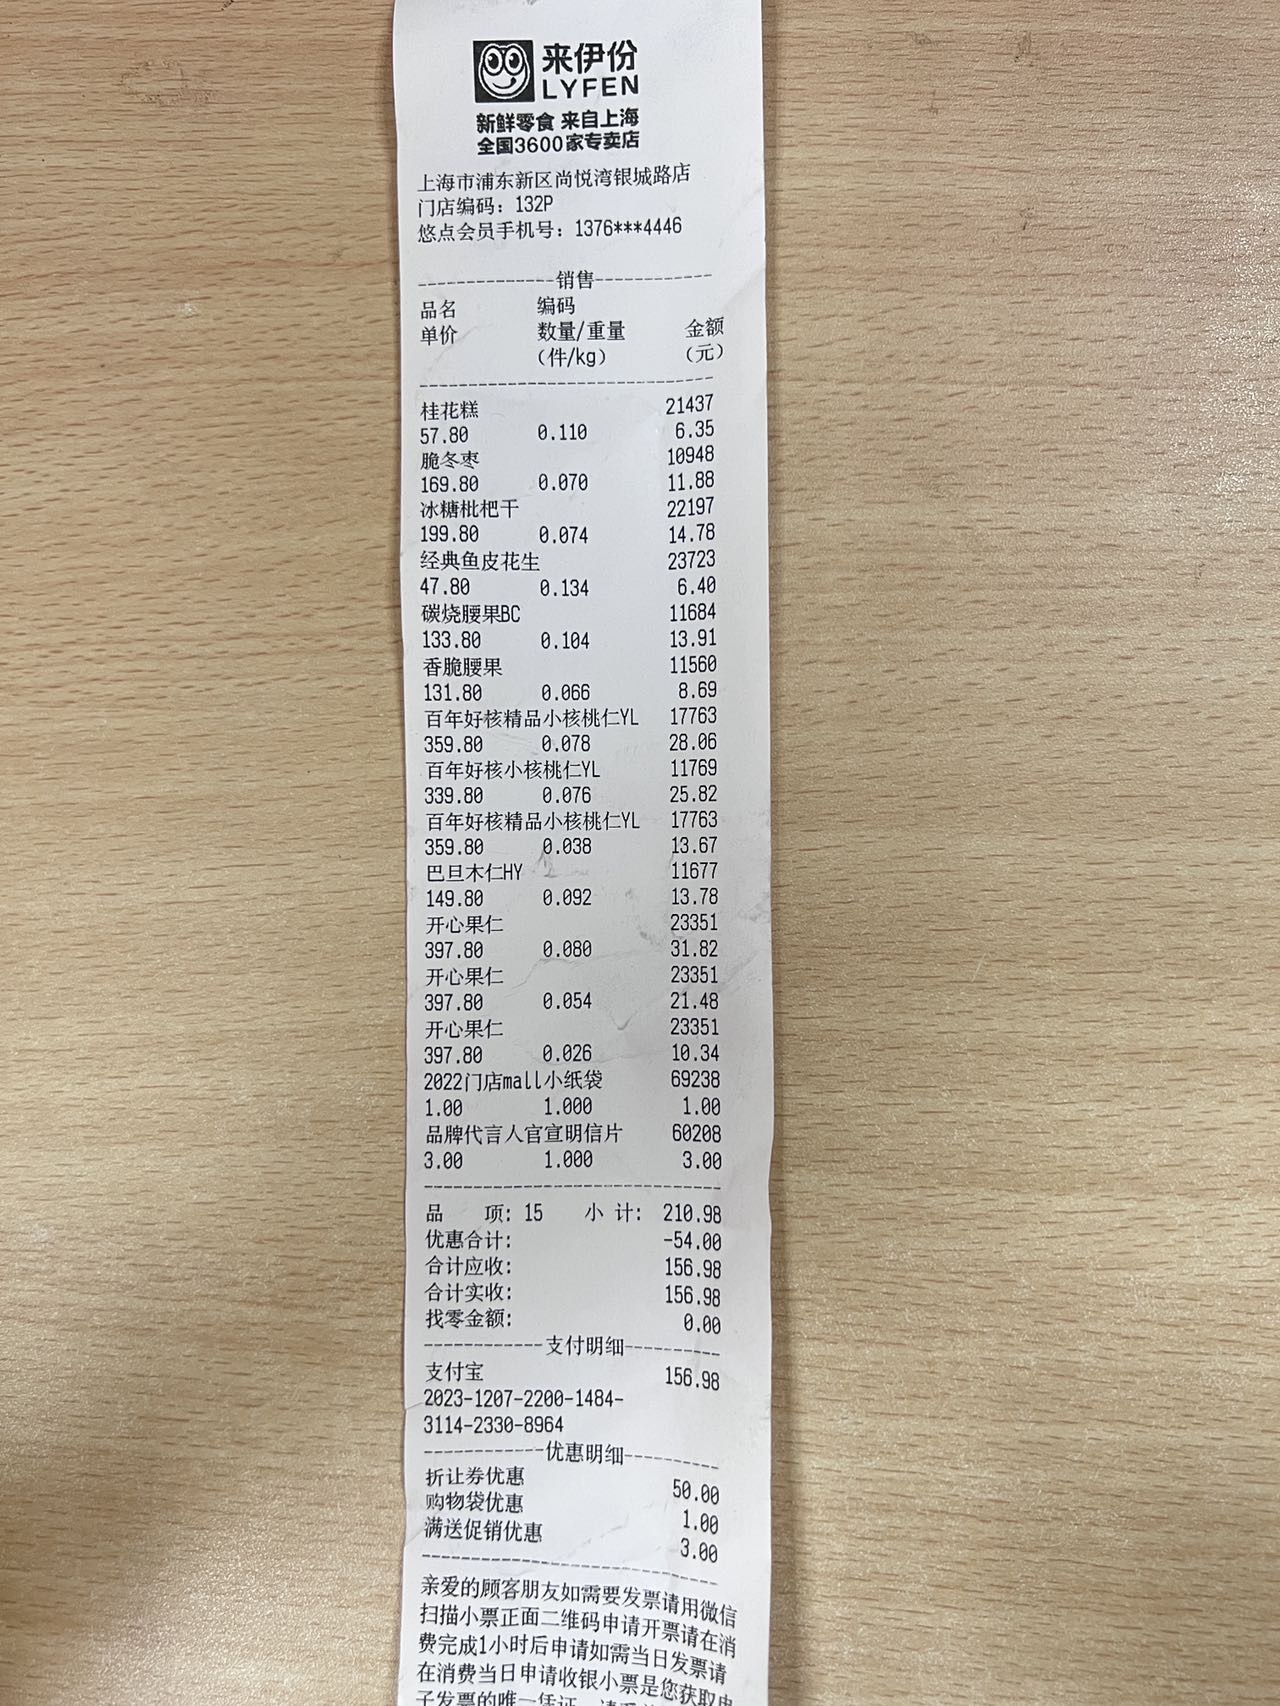 来伊份
LYFEN
新鲜零食 来自上海
全国3600家专卖店
上海市浦东新区尚悦湾银城路店
门店编码：132P
悠点会员手机号：1376***4446
-------------销售-------------
品名 编码
单价 数量/重量 金额
（件/kg） （元）
桂花糕 21437
57.80 0.110 6.35
脆冬枣 10948
169.80 0.070 11.88
冰糖枇杷干 22197
199.80 0.074 14.78
经典鱼皮花生 23723
47.80 0.134 6.40
碳烧腰果BC 11684
133.80 0.104 13.91
香脆腰果 11560
131.80 0.066 8.69
百年好核精品小核桃仁YL 17763
359.80 0.078 28.06
百年好核小核桃仁YL 11769
339.80 0.076 25.82
百年好核精品小核桃仁YL 17763
359.80 0.038 13.67
巴旦木仁HY 11677
149.80 0.092 13.78
开心果仁 23351
397.80 0.080 31.82
开心果仁 23351
397.80 0.054 21.48
开心果仁 23351
397.80 0.026 10.34
2022门店mall小纸袋 69238
1.00 1.000 1.00
品牌代言人官宣明信片 60208
3.00 1.000 3.00
品 项: 15 小 计: 210.98
优惠合计: -54.00
合计应收: 156.98
合计实收: 156.98
找零金额: 0.00
------------支付明细----------
支付宝 156.98
2023-1207-2200-1484-
3114-2330-8964
------------优惠明细----------
折让券优惠 50.00
购物袋优惠 1.00
满送促销优惠 3.00
亲爱的顾客朋友如需要发票请用微信
扫描小票正面二维码申请开票请在消
费完成1小时后申请如需当日发票请
在消费当日申请收银小票是您获取电
子发票的唯一凭证